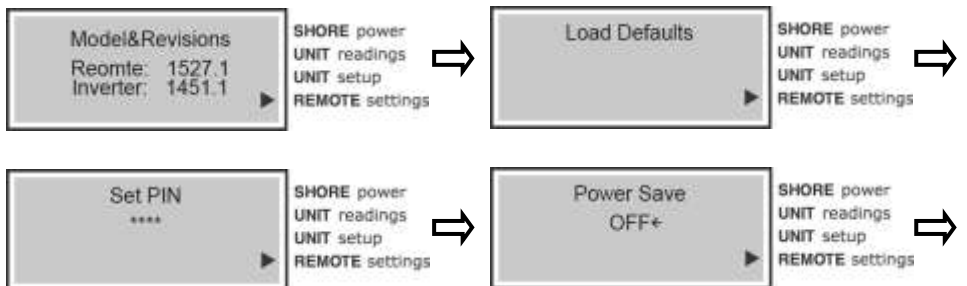 Model&Revisions
Reomte: 1527.1
Inverter: 1451.1
SHORE power
UNIT readings
UNIT setup
REMOTE settings
Load Defaults
SHORE power
UNIT readings
UNIT setup
REMOTE settings
Set PIN
****
SHORE power
UNIT readings
UNIT setup
REMOTE settings
Power Save
OFF←
SHORE power
UNIT readings
UNIT setup
REMOTE settings